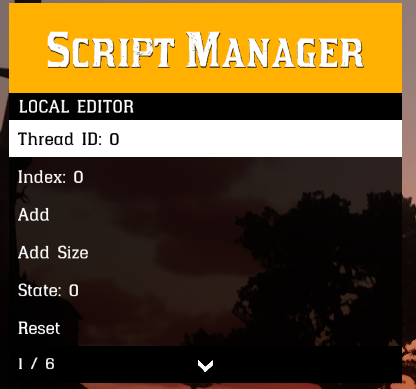 Script Manager
LOCAL EDITOR
Thread ID: 0
Index: 0
Add
Add Size
State: 0
Reset
1 / 6